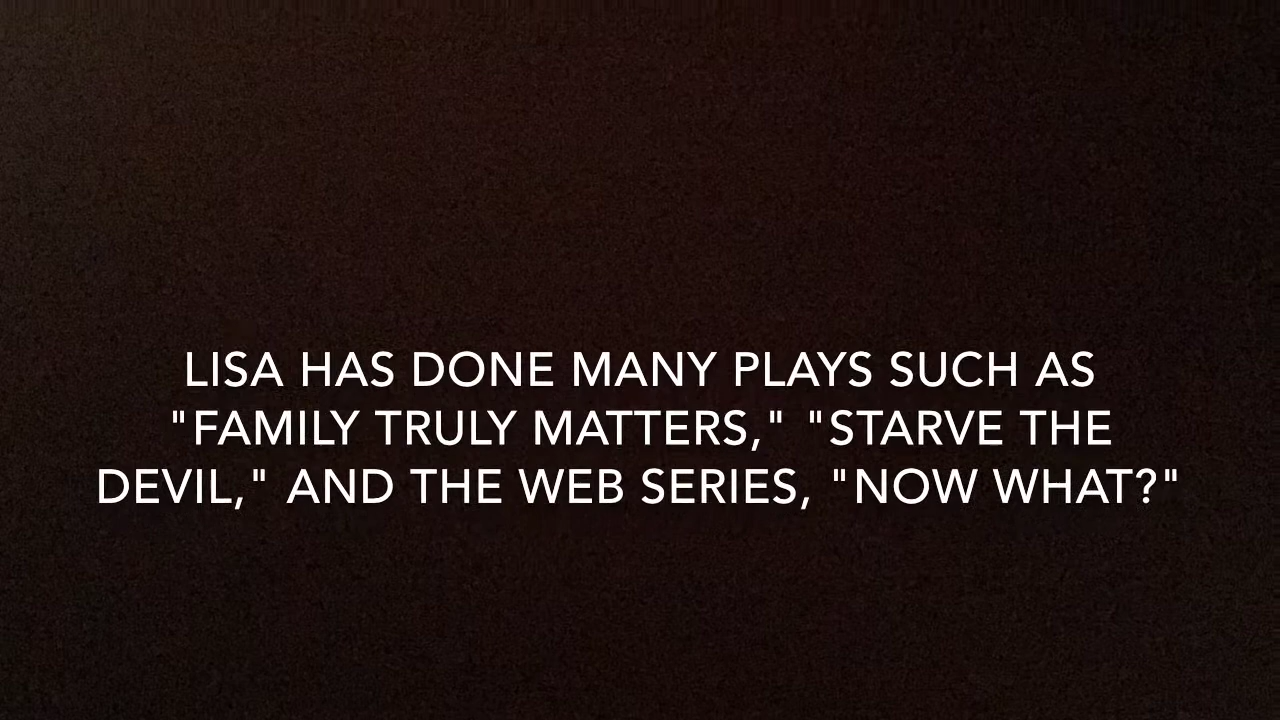 LISA HAS DONE MANY PLAYS SUCH AS
"FAMILY TRULY MATTERS," "STARVE THE
DEVIL," AND THE WEB SERIES, "NOW WHAT?"